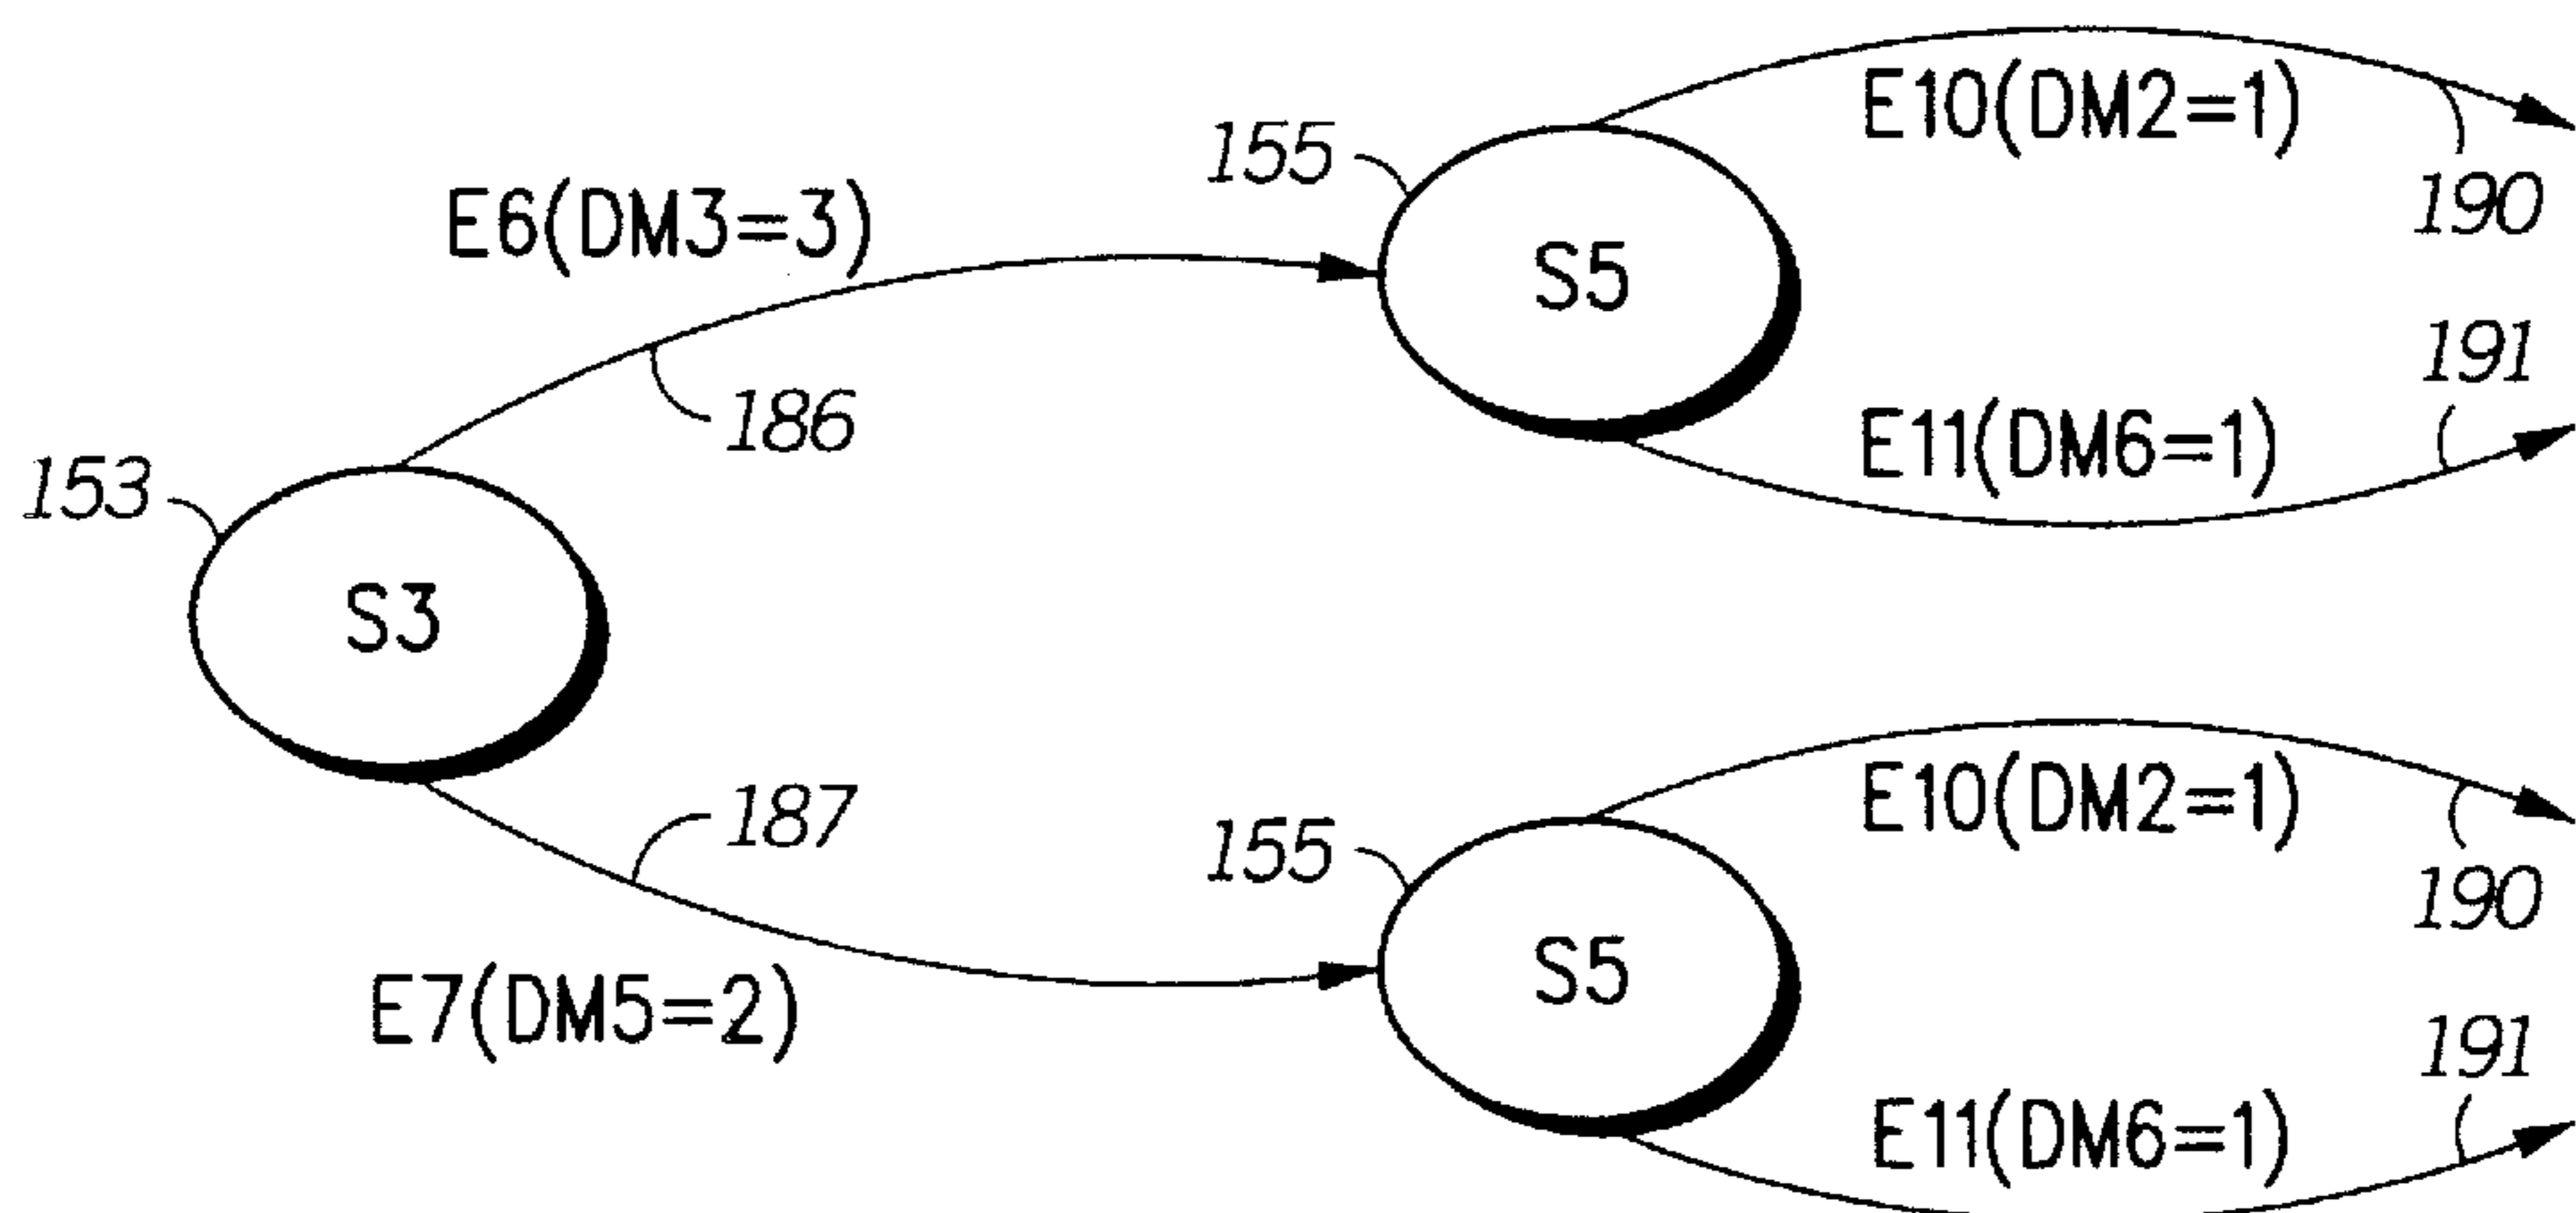 E10(DM2=1)
155
190
E6(DM3=3)
S5
191
186
E11(DM6=1)
153
S3
E10(DM2=1)
187
155
190
S5
E7(DM5=2)
191
E11(DM6=1)